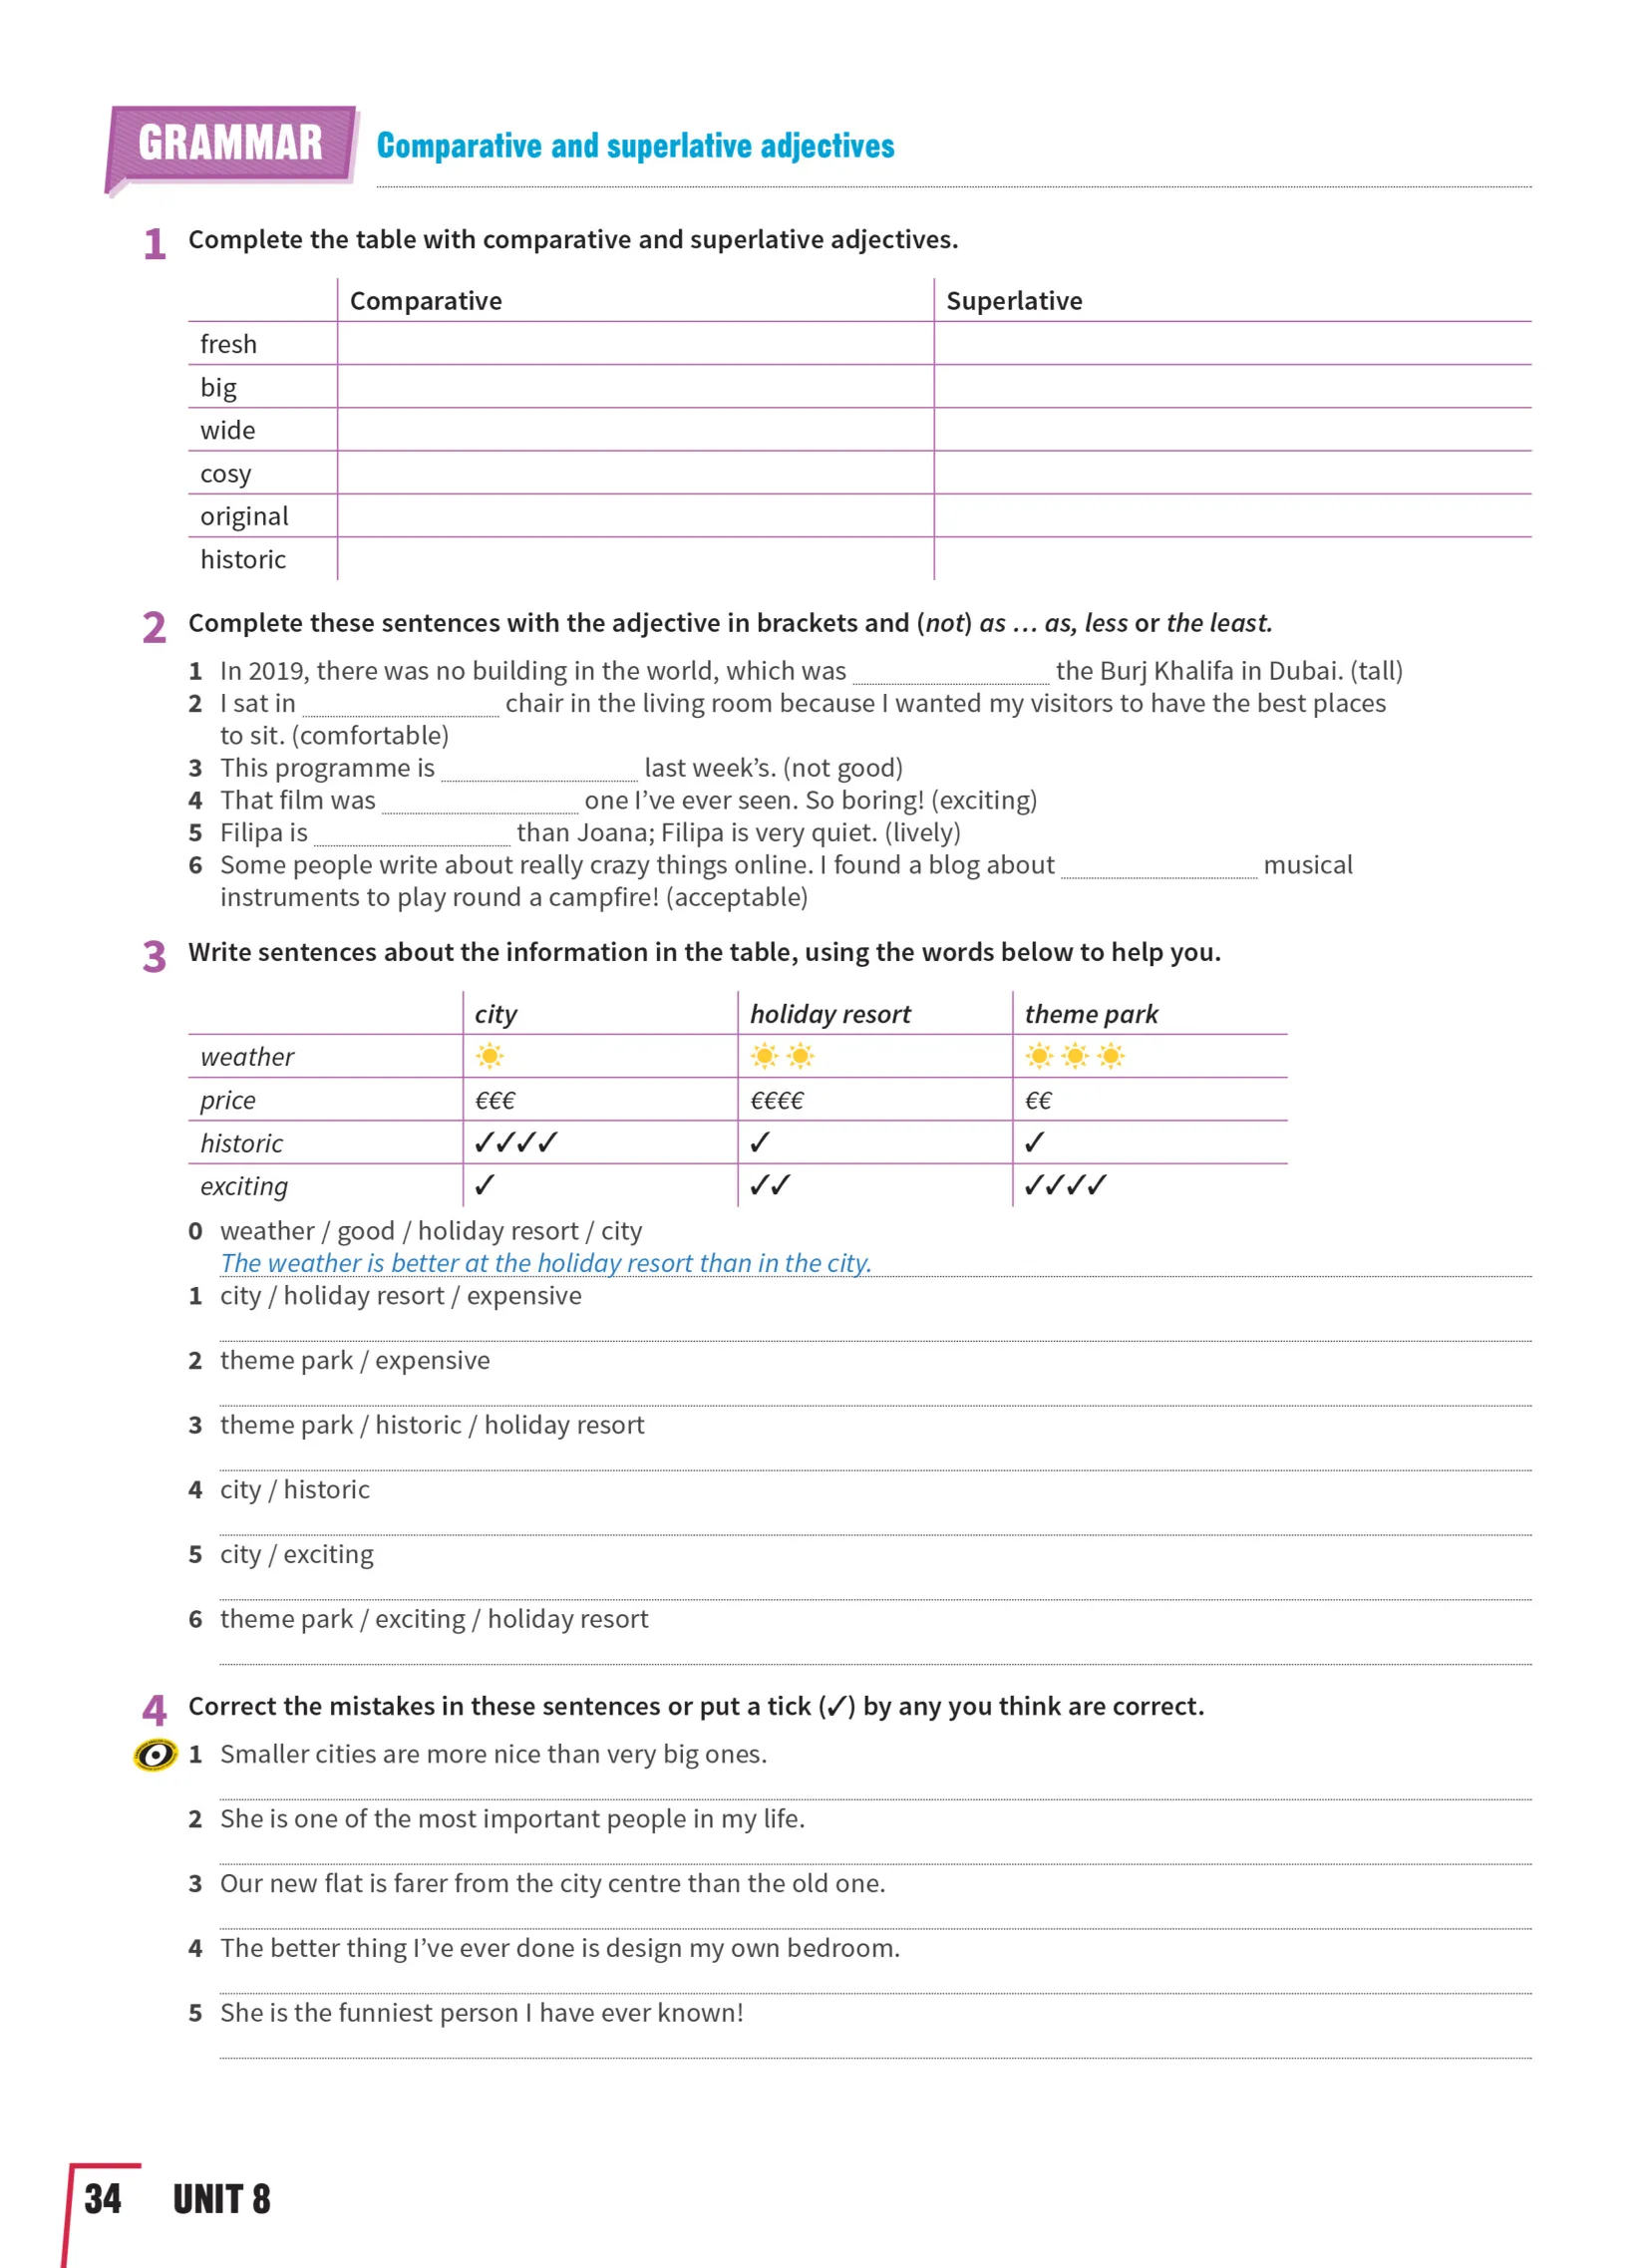 GRAMMAR Comparative and superlative adjectives
1 Complete the table with comparative and superlative adjectives.
Comparative Superlative
fresh
big
wide
cosy
original
historic
2 Complete these sentences with the adjective in brackets and (not) as … as, less or the least.
1 In 2019, there was no building in the world, which was the Burj Khalifa in Dubai. (tall)
2 I sat in chair in the living room because I wanted my visitors to have the best places
to sit. (comfortable)
3 This programme is last week’s. (not good)
4 That film was one I’ve ever seen. So boring! (exciting)
5 Filipa is than Joana; Filipa is very quiet. (lively)
6 Some people write about really crazy things online. I found a blog about musical
instruments to play round a campfire! (acceptable)
3 Write sentences about the information in the table, using the words below to help you.
city holiday resort theme park
weather
price €€€ €€€€ €€
historic ✓✓✓✓ ✓ ✓
exciting ✓ ✓✓ ✓✓✓✓
0 weather / good / holiday resort / city
The weather is better at the holiday resort than in the city.
1 city / holiday resort / expensive
2 theme park / expensive
3 theme park / historic / holiday resort
4 city / historic
5 city / exciting
6 theme park / exciting / holiday resort
4 Correct the mistakes in these sentences or put a tick (✓) by any you think are correct.
1 Smaller cities are more nice than very big ones.
2 She is one of the most important people in my life.
3 Our new flat is farer from the city centre than the old one.
4 The better thing I’ve ever done is design my own bedroom.
5 She is the funniest person I have ever known!
34 UNIT 8